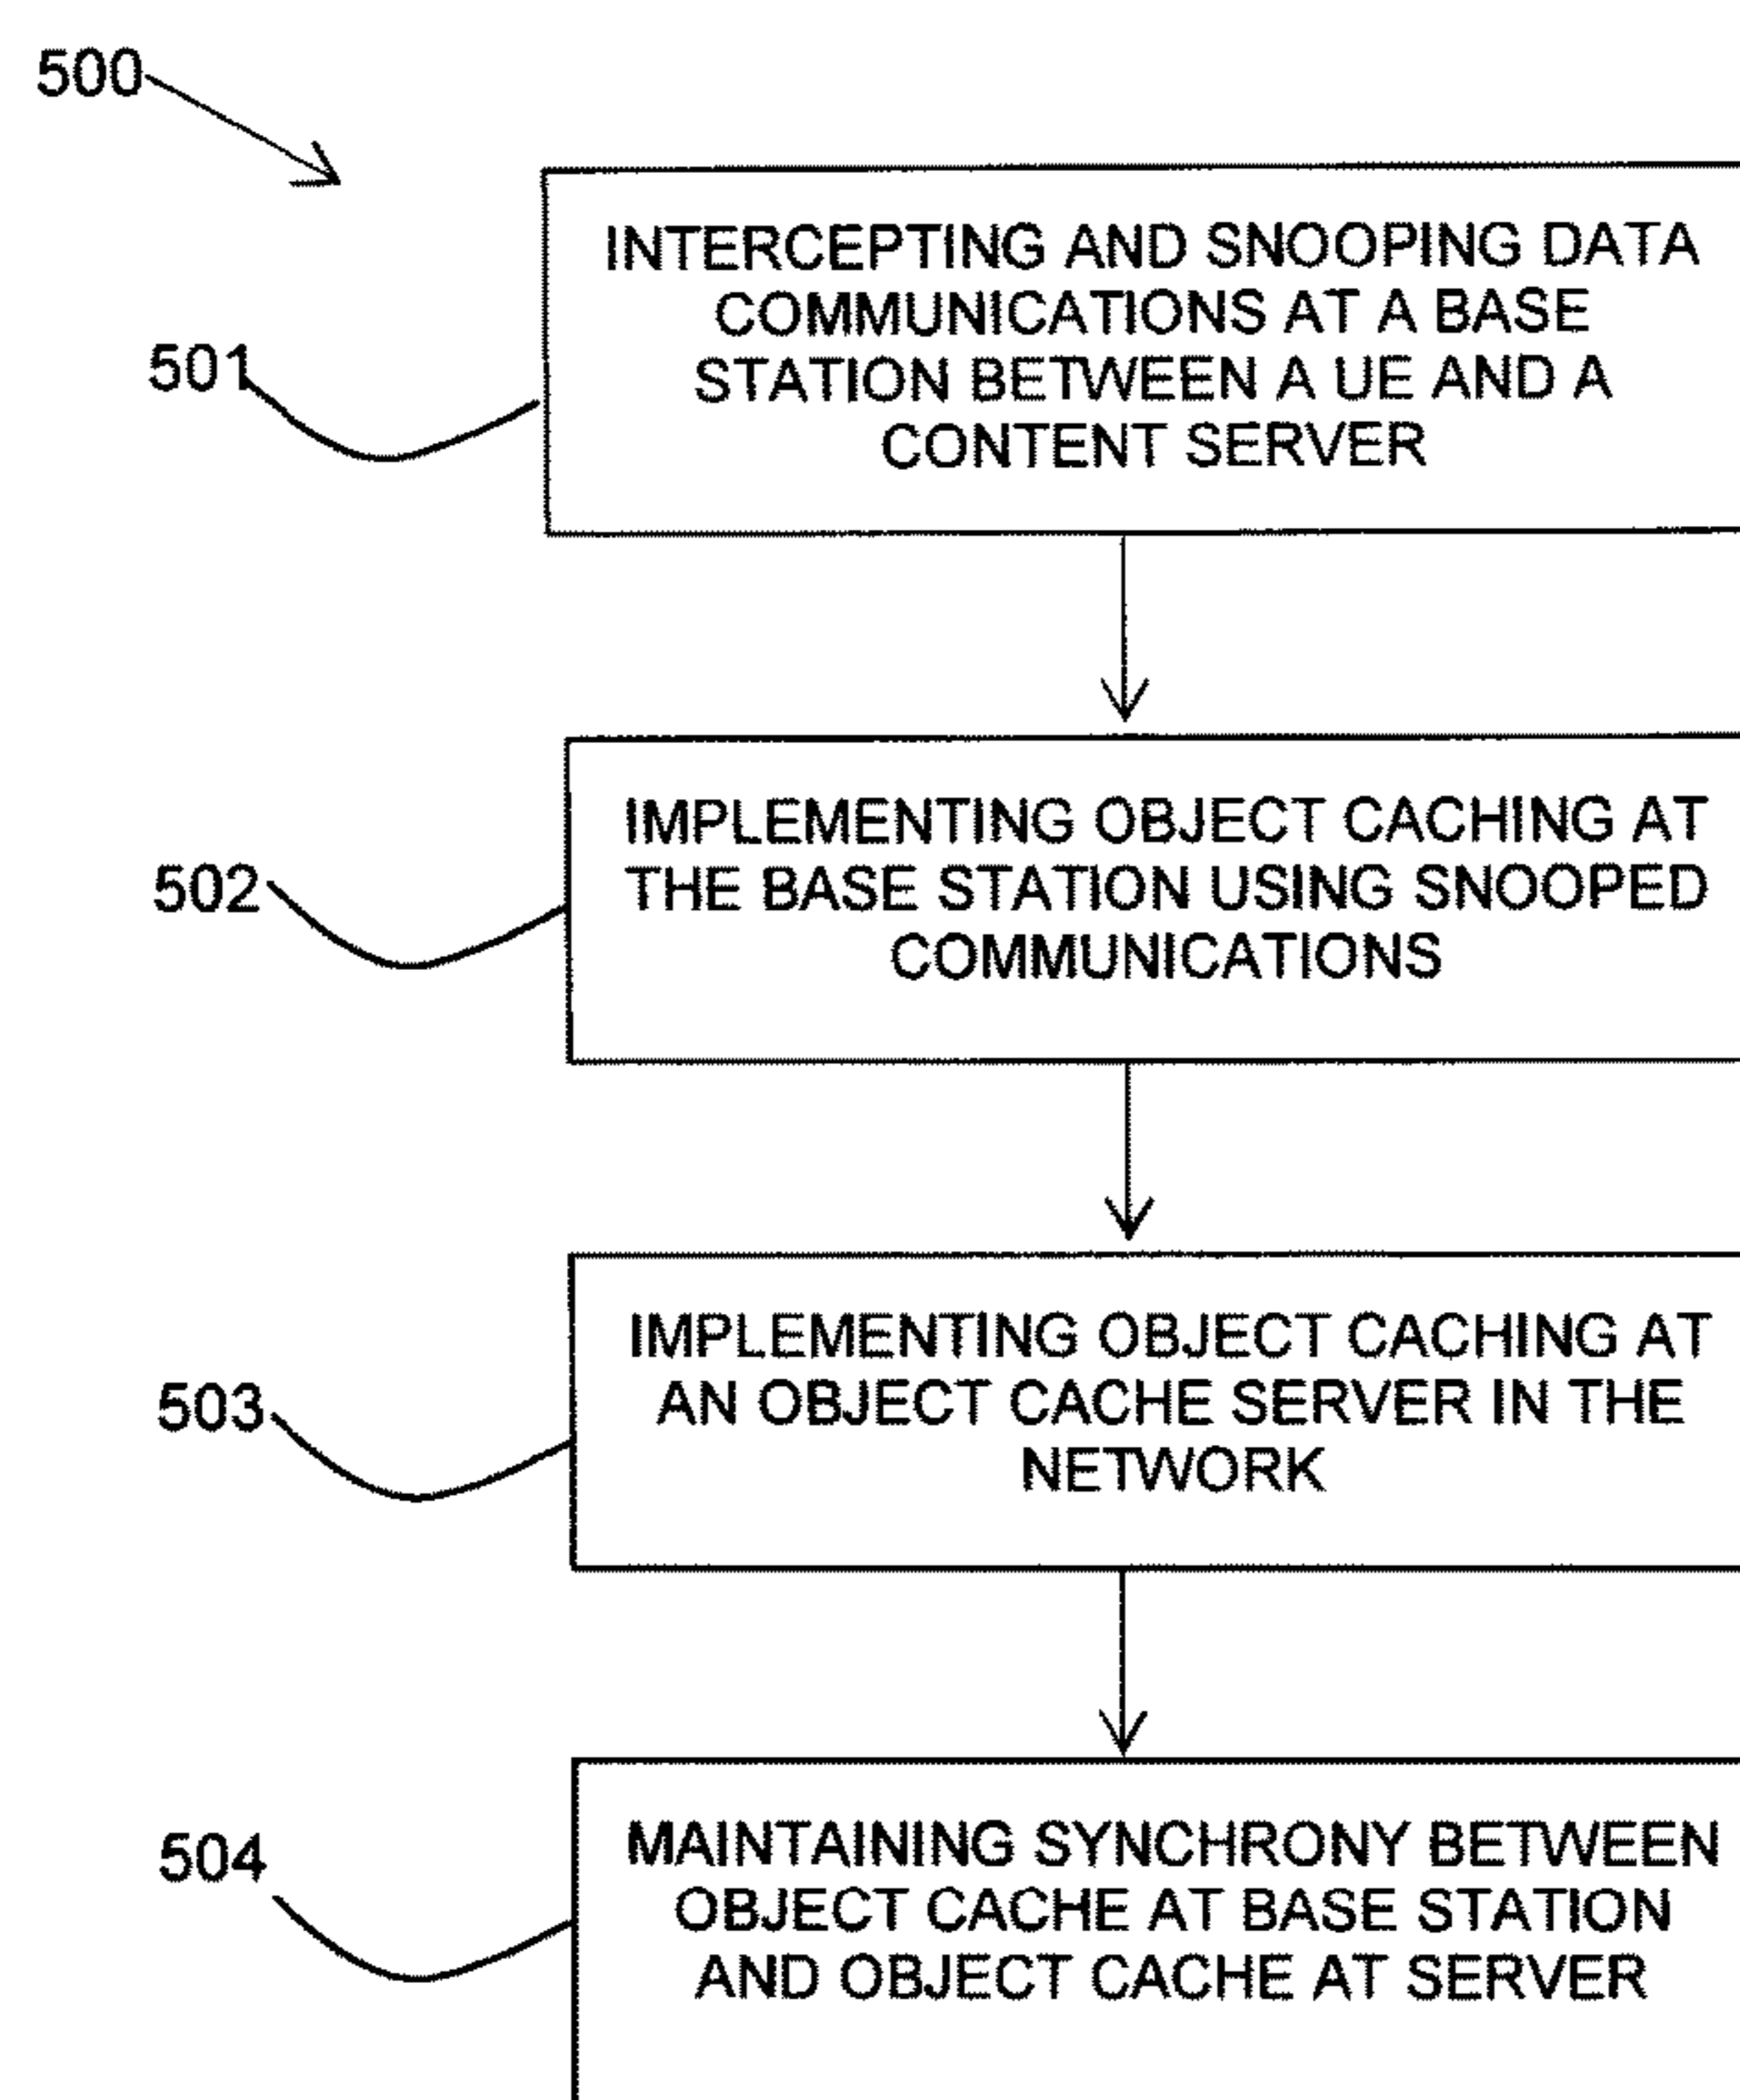 500
INTERCEPTING AND SNOOPING DATA
COMMUNICATIONS AT A BASE
STATION BETWEEN A UE AND A
CONTENT SERVER
501
IMPLEMENTING OBJECT CACHING AT
THE BASE STATION USING SNOOPED
COMMUNICATIONS
502
IMPLEMENTING OBJECT CACHING AT
AN OBJECT CACHE SERVER IN THE
NETWORK
503
MAINTAINING SYNCHRONY BETWEEN
OBJECT CACHE AT BASE STATION
AND OBJECT CACHE AT SERVER
504